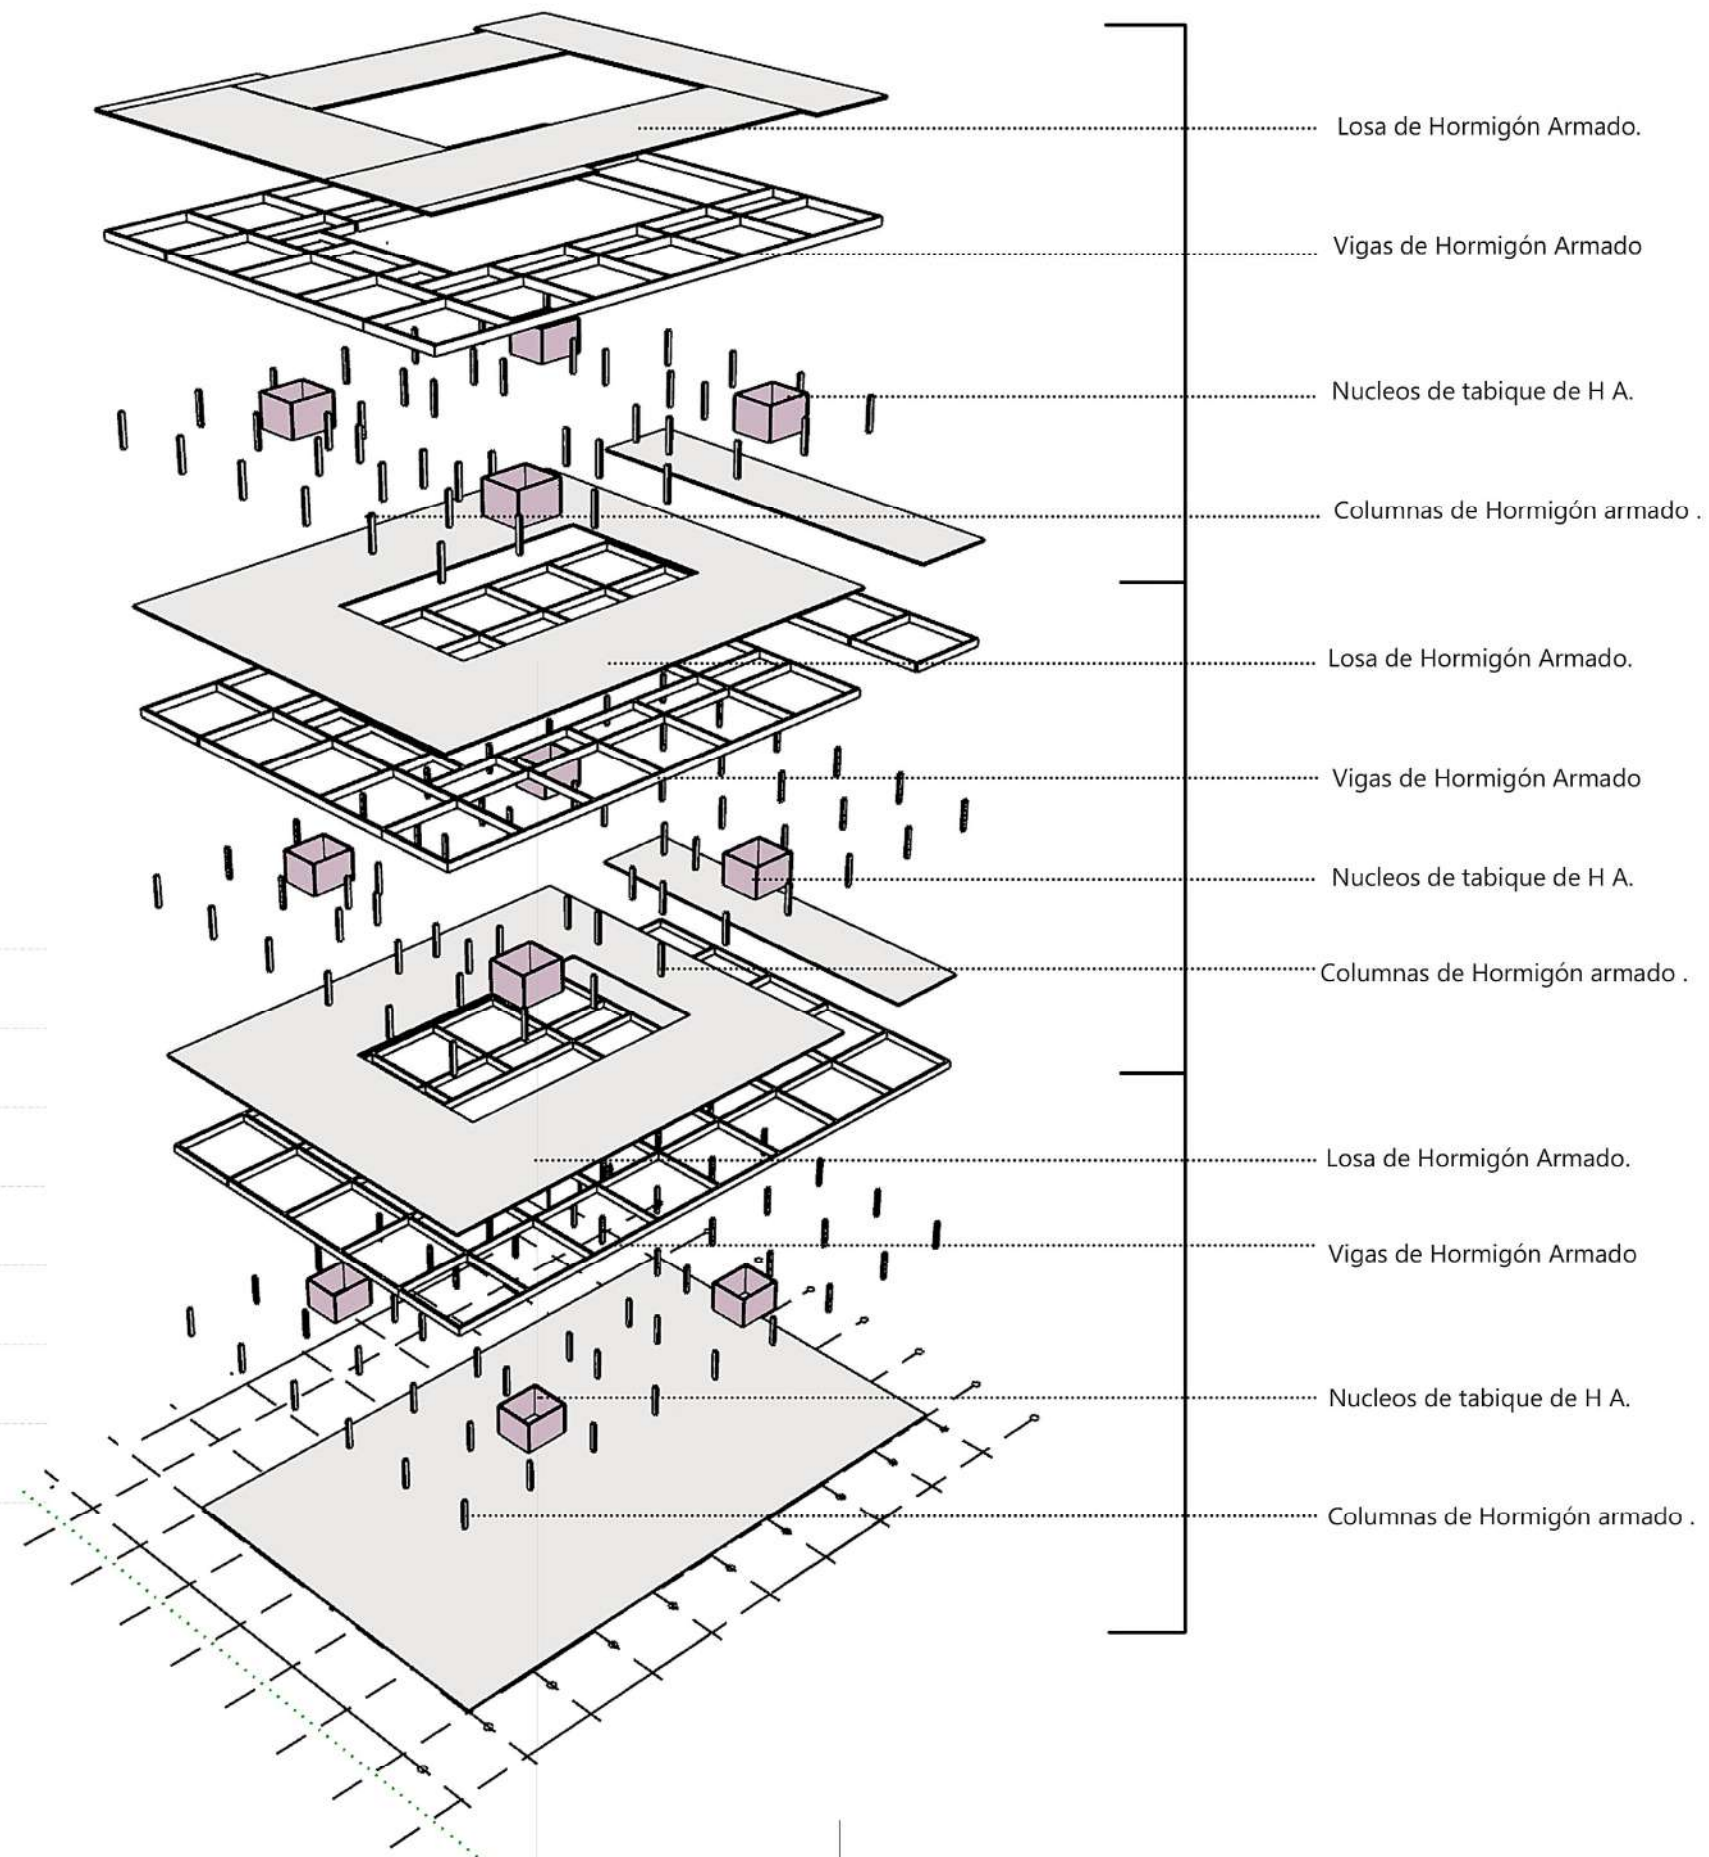 Losa de Hormigón Armado.
Vigas de Hormigón Armado
Nucleos de tabique de H A.
Columnas de Hormigón armado .
Losa de Hormigón Armado.
Vigas de Hormigón Armado
Nucleos de tabique de H A.
Columnas de Hormigón armado .
Losa de Hormigón Armado.
Vigas de Hormigón Armado
Nucleos de tabique de H A.
Columnas de Hormigón armado .